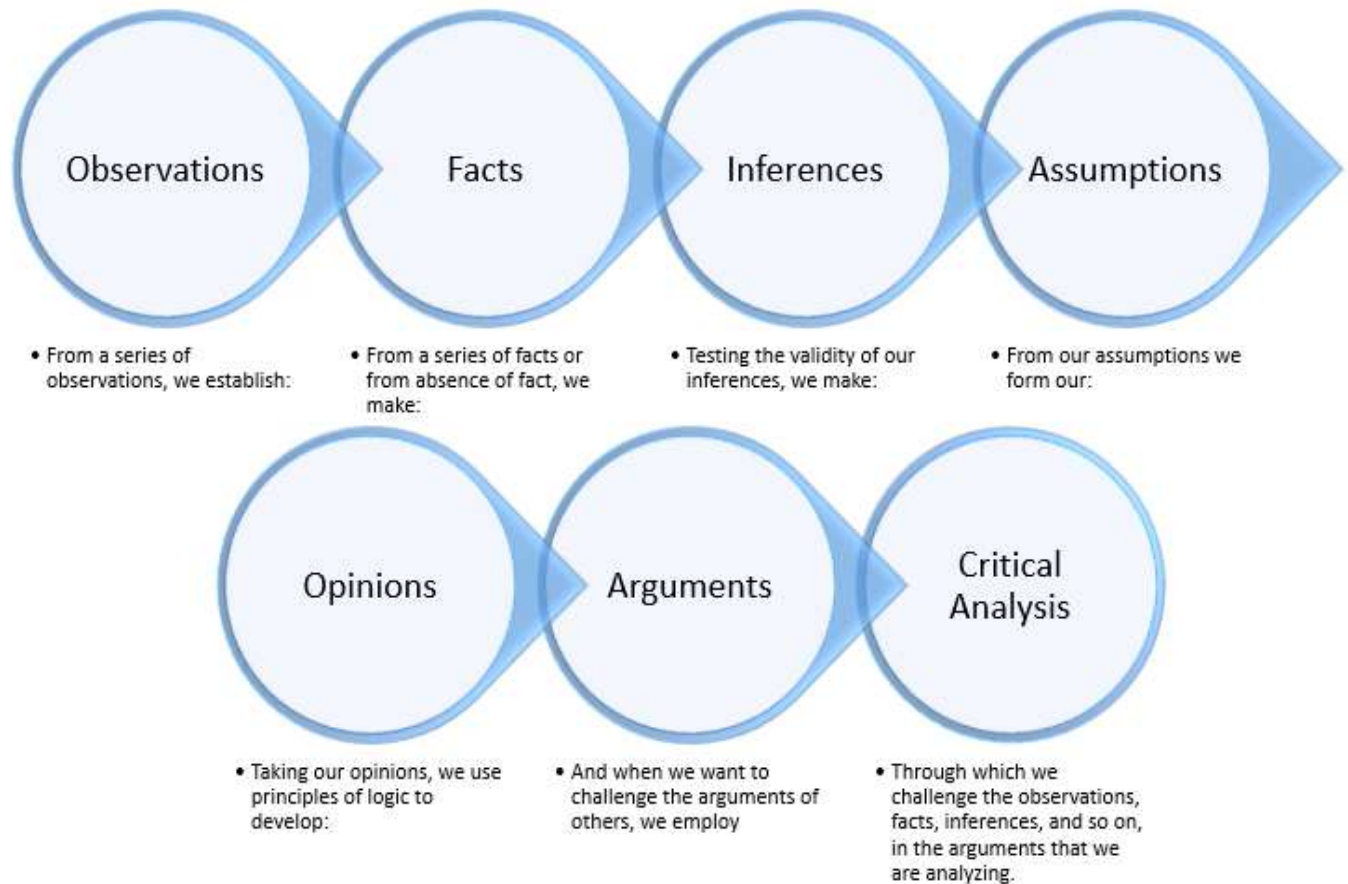 Observations
Facts
Inferences
Assumptions
• From a series of
observations, we establish:
• From a series of facts or
from absence of fact, we
make:
• Testing the validity of our
inferences, we make:
• From our assumptions we
form our:
Opinions
Arguments
Critical
Analysis
• Taking our opinions, we use
principles of logic to
develop:
• And when we want to
challenge the arguments of
others, we employ
• Through which we
challenge the observations,
facts, inferences, and so on,
in the arguments that we
are analyzing.